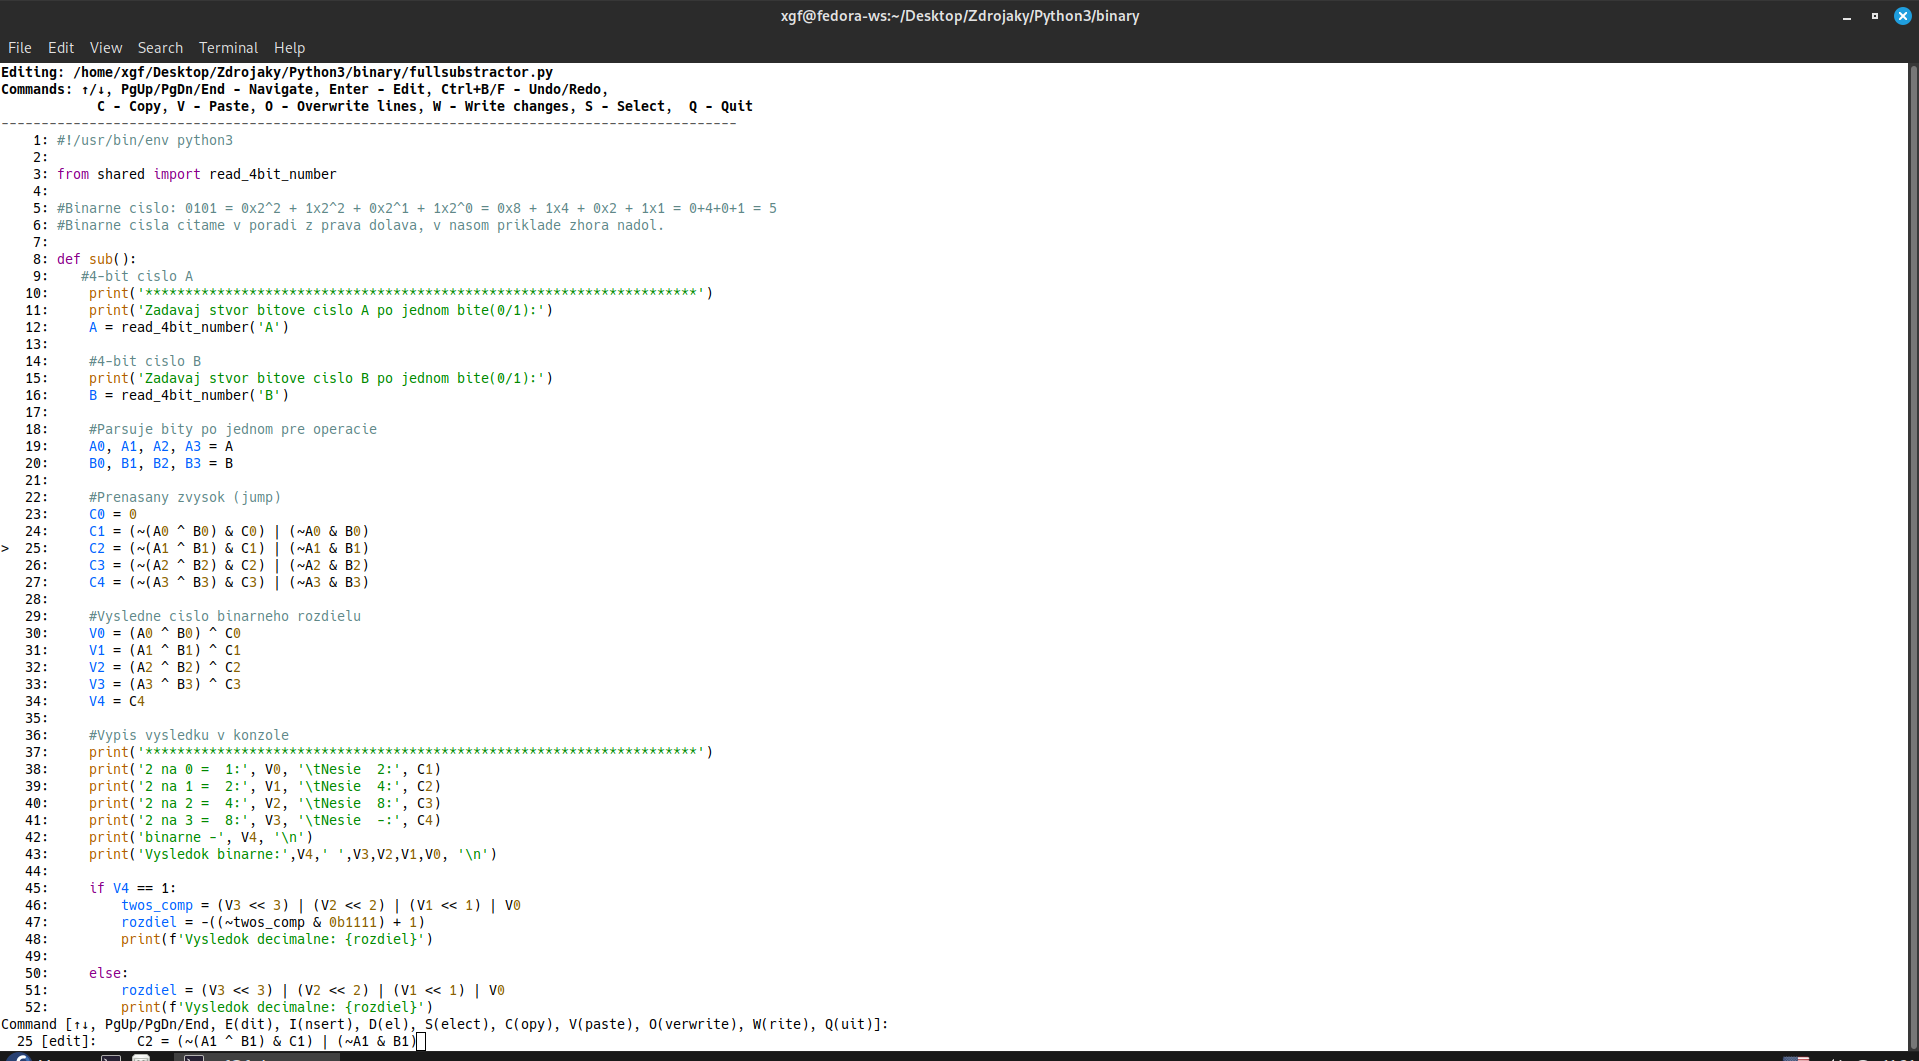 xgf@fedora-ws:~/Desktop/Zdrojaky/Python3/binary
File Edit View Search Terminal Help
Editing: /home/xgf/Desktop/Zdrojaky/Python3/binary/fullsubstractor.py
Commands: ↑/↓, PgUp/PgDn/End - Navigate, Enter - Edit, Ctrl+B/F - Undo/Redo,
            C - Copy, V - Paste, O - Overwrite lines, W - Write changes, S - Select,  Q - Quit
--------------------------------------------------------------------------------------------
    1: #!/usr/bin/env python3
    2:
    3: from shared import read_4bit_number
    4:
    5: #Binarne cislo: 0101 = 0x2^2 + 1x2^2 + 0x2^1 + 1x2^0 = 0x8 + 1x4 + 0x2 + 1x1 = 0+4+0+1 = 5
    6: #Binarne cisla citame v poradi z prava dolava, v nasom priklade zhora nadol.
    7:
    8: def sub():
    9:    #4-bit cislo A
   10:     print('*********************************************************************')
   11:     print('Zadavaj stvor bitove cislo A po jednom bite(0/1):')
   12:     A = read_4bit_number('A')
   13:
   14:     #4-bit cislo B
   15:     print('Zadavaj stvor bitove cislo B po jednom bite(0/1):')
   16:     B = read_4bit_number('B')
   17:
   18:     #Parsuje bity po jednom pre operacie
   19:     A0, A1, A2, A3 = A
   20:     B0, B1, B2, B3 = B
   21:
   22:     #Prenasany zvysok (jump)
   23:     C0 = 0
   24:     C1 = (~(A0 ^ B0) & C0) | (~A0 & B0)
>  25:     C2 = (~(A1 ^ B1) & C1) | (~A1 & B1)
   26:     C3 = (~(A2 ^ B2) & C2) | (~A2 & B2)
   27:     C4 = (~(A3 ^ B3) & C3) | (~A3 & B3)
   28:
   29:     #Vysledne cislo binarneho rozdielu
   30:     V0 = (A0 ^ B0) ^ C0
   31:     V1 = (A1 ^ B1) ^ C1
   32:     V2 = (A2 ^ B2) ^ C2
   33:     V3 = (A3 ^ B3) ^ C3
   34:     V4 = C4
   35:
   36:     #Vypis vysledku v konzole
   37:     print('*********************************************************************')
   38:     print('2 na 0 =  1:', V0, '\tNesie  2:', C1)
   39:     print('2 na 1 =  2:', V1, '\tNesie  4:', C2)
   40:     print('2 na 2 =  4:', V2, '\tNesie  8:', C3)
   41:     print('2 na 3 =  8:', V3, '\tNesie  -:', C4)
   42:     print('binarne -', V4, '\n')
   43:     print('Vysledok binarne:',V4,' ',V3,V2,V1,V0, '\n')
   44:
   45:     if V4 == 1:
   46:         twos_comp = (V3 << 3) | (V2 << 2) | (V1 << 1) | V0
   47:         rozdiel = -((~twos_comp & 0b1111) + 1)
   48:         print(f'Vysledok decimalne: {rozdiel}')
   49:
   50:     else:
   51:         rozdiel = (V3 << 3) | (V2 << 2) | (V1 << 1) | V0
   52:         print(f'Vysledok decimalne: {rozdiel}')
Command [↑↓, PgUp/PgDn/End, E(dit), I(nsert), D(el), S(elect), C(opy), V(paste), O(verwrite), W(rite), Q(uit)]:
  25 [edit]:     C2 = (~(A1 ^ B1) & C1) | (~A1 & B1)